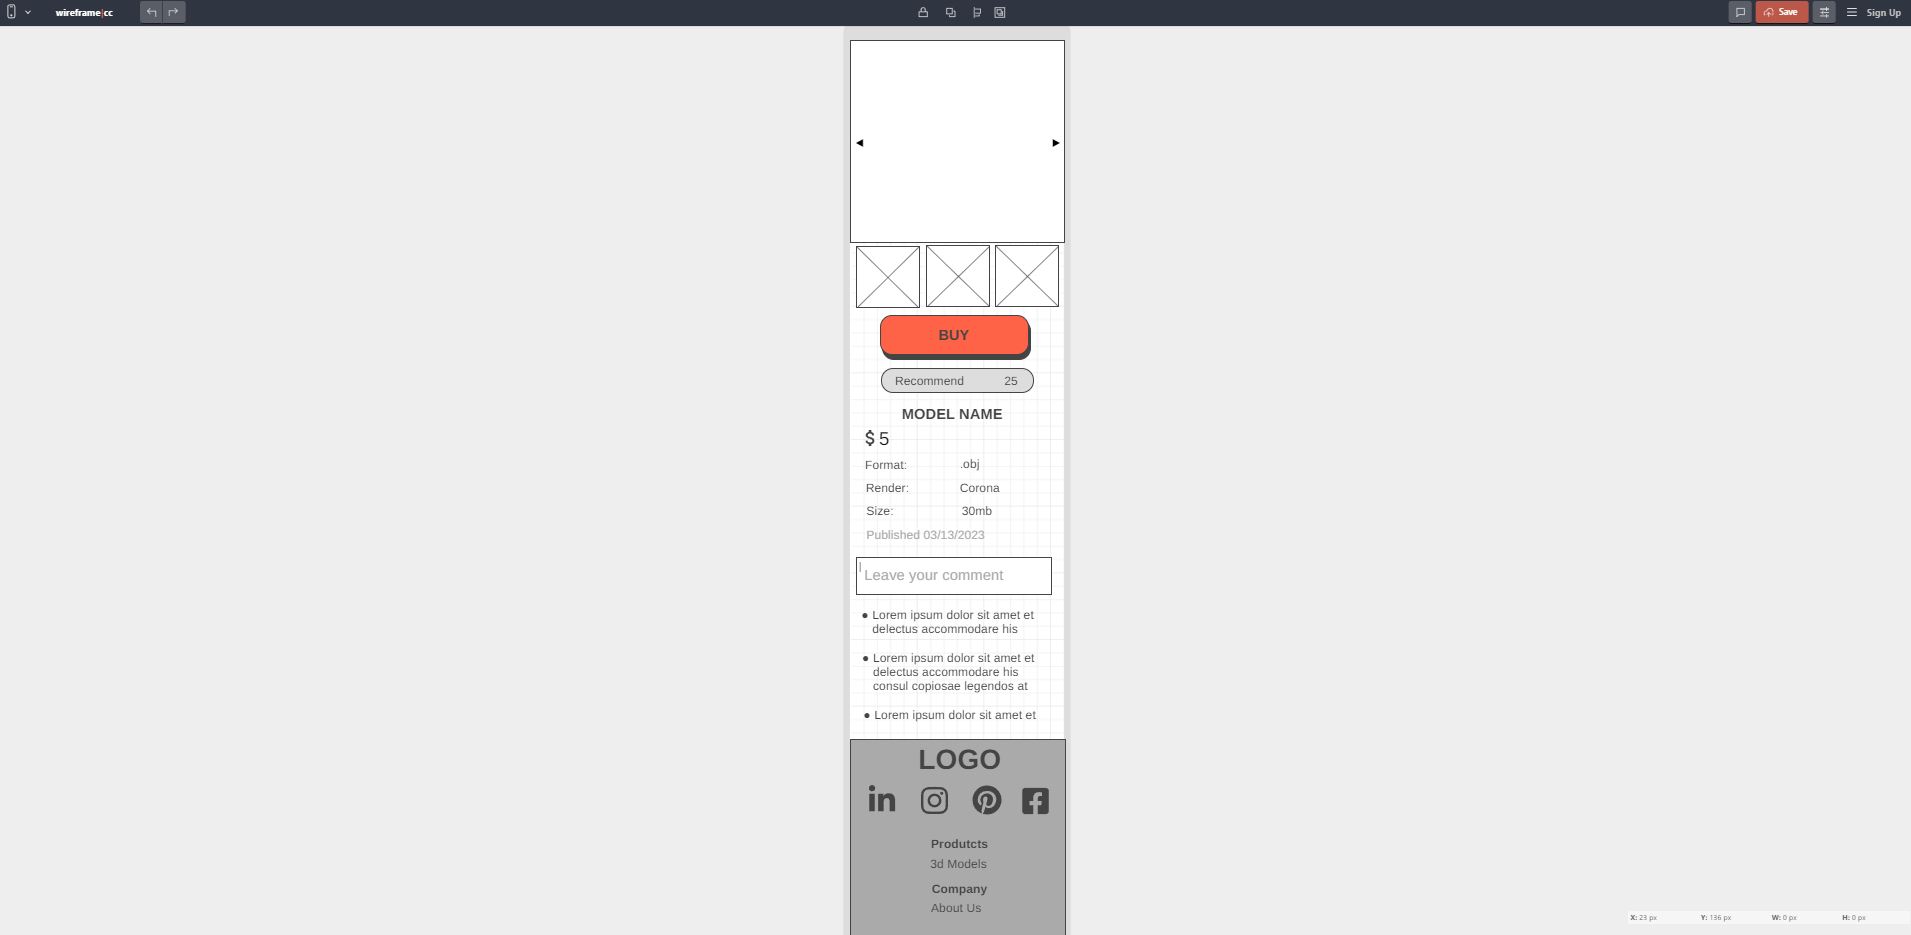 wireframe|cc
Save
Sign Up
BUY
Recommend 25
MODEL NAME
$ 5
Format: .obj
Render: Corona
Size: 30mb
Published 03/13/2023
Leave your comment
• Lorem ipsum dolor sit amet et
delectus accommodare his
• Lorem ipsum dolor sit amet et
delectus accommodare his
consul copiosae legendos at
• Lorem ipsum dolor sit amet et
LOGO
Produtcts
3d Models
Company
About Us
X: 23 px Y: 136 px W: 0 px H: 0 px